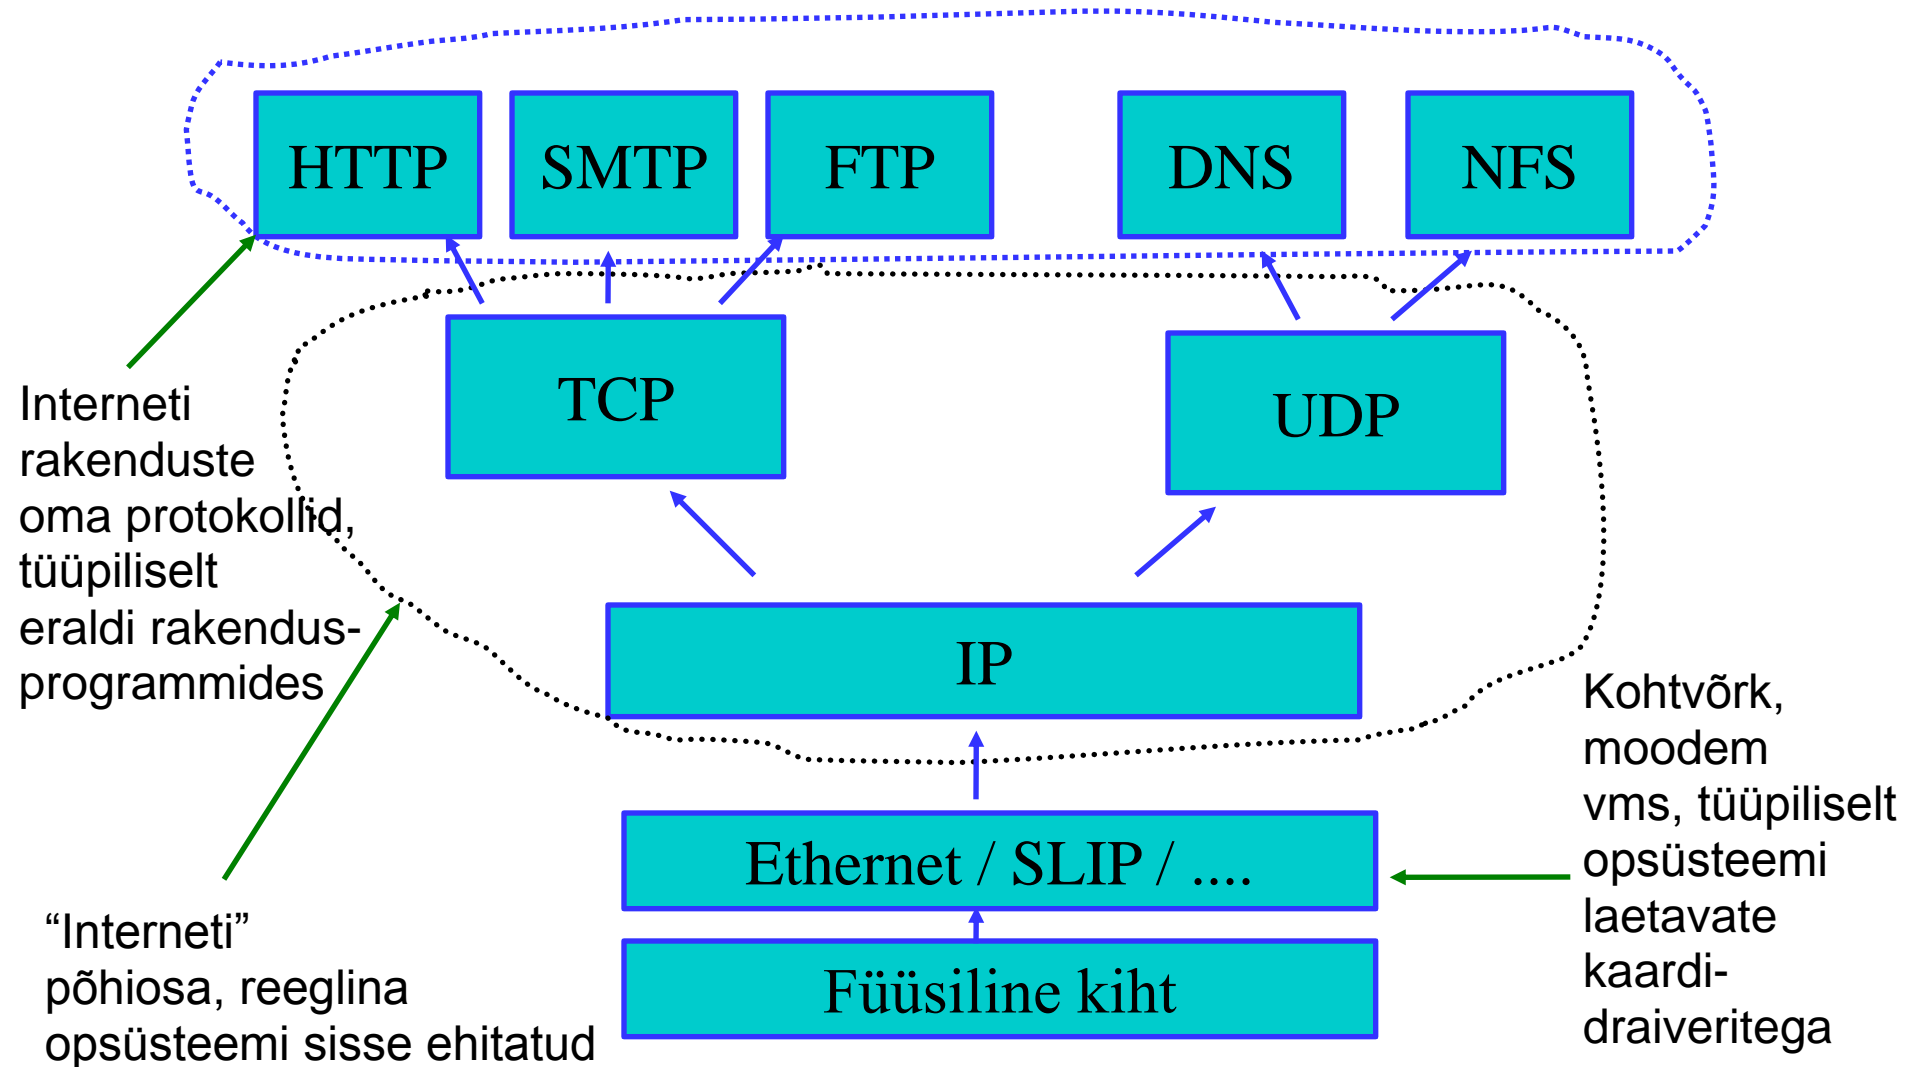 HTTP SMTP FTP DNS NFS
TCP
UDP
Interneti
rakenduste
oma protokollid,
tüüpiliselt
eraldi rakendus-
programmides
IP
Kohtvõrk,
moodem
vms, tüüpiliselt
opsüsteemi
laetavate
kaardi-
draiveritega
Ethernet / SLIP / ....
“Interneti”
põhiosa, reeglina
opsüsteemi sisse ehitatud
Füüsiline kiht